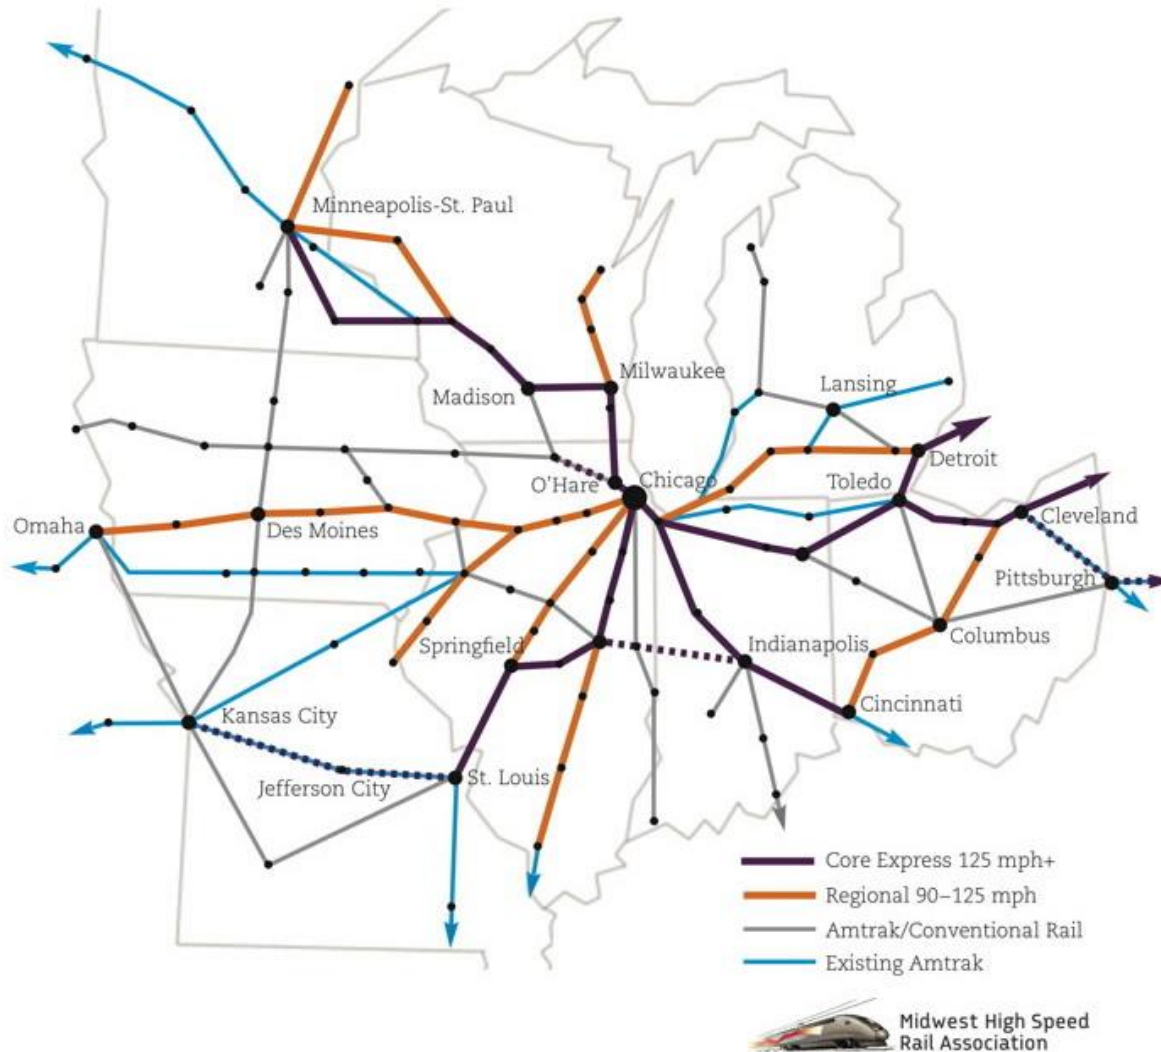 Minneapolis-St. Paul
Milwaukee
Madison
Lansing
O'Hare
Chicago
Detroit
Toledo
Cleveland
Omaha
Des Moines
Pittsburgh
Springfield
Indianapolis
Columbus
Kansas City
Cincinnati
Jefferson City
St. Louis
Core Express 125 mph+
Regional 90–125 mph
Amtrak/Conventional Rail
Existing Amtrak
Midwest High Speed
Rail Association